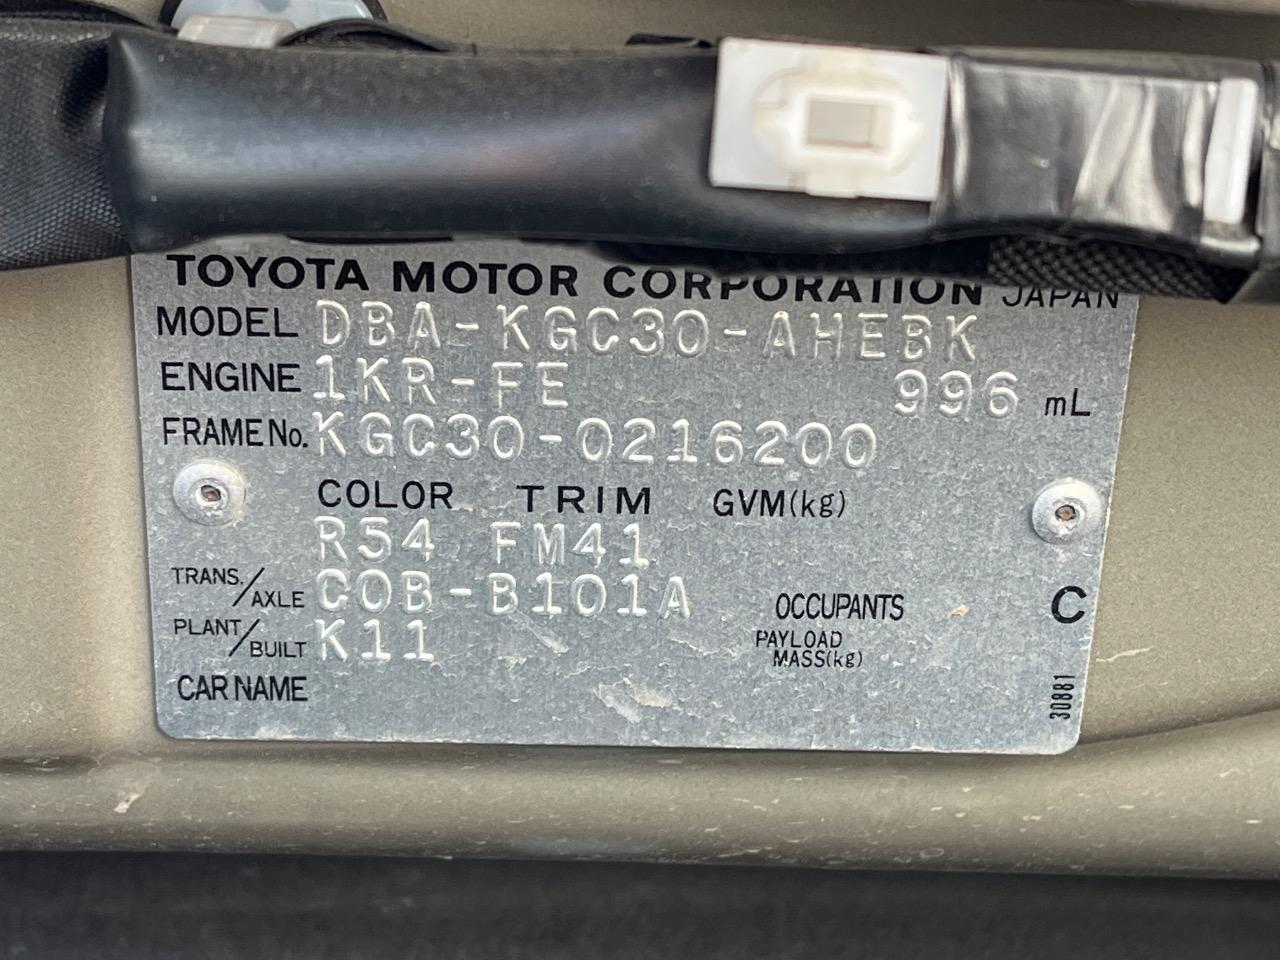 TOYOTA MOTOR CORPORATION JAPAN
MODEL DBA-KGC30-AHEBK
ENGINE 1KR-FE 996 mL
FRAME No. KGC30-0216200
COLOR TRIM GVM(kg)
R54 FM41
TRANS./AXLE C0B-B101A
OCCUPANTS C
PLANT/BUILT K11
PAYLOAD
MASS(kg)
CAR NAME
30881